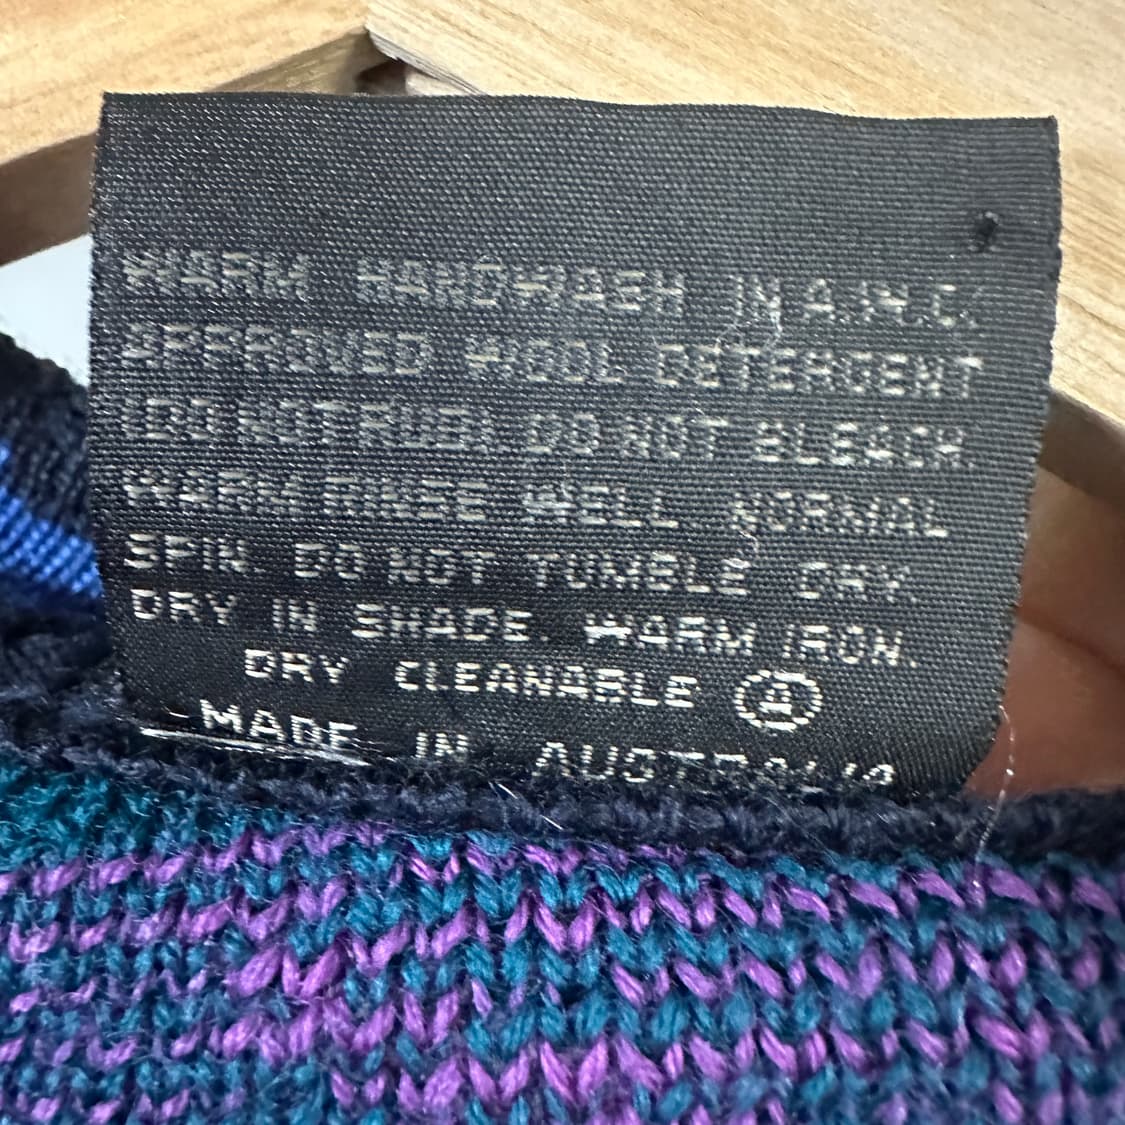 WARM HANDWASH IN A.W.C.
APPROVED WOOL DETERGENT
(DO NOT RUB). DO NOT BLEACH.
WARM RINSE WELL. NORMAL
SPIN. DO NOT TUMBLE DRY.
DRY IN SHADE. WARM IRON.
DRY CLEANABLE Ⓐ
MADE IN AUSTRALIA